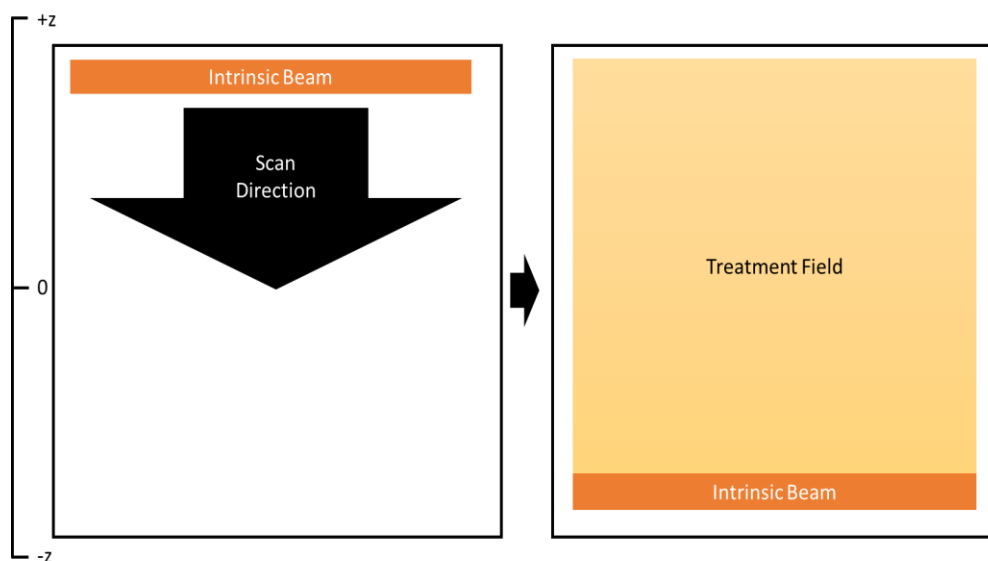 +z
Intrinsic Beam
Scan
Direction
0
Treatment Field
Intrinsic Beam
-z